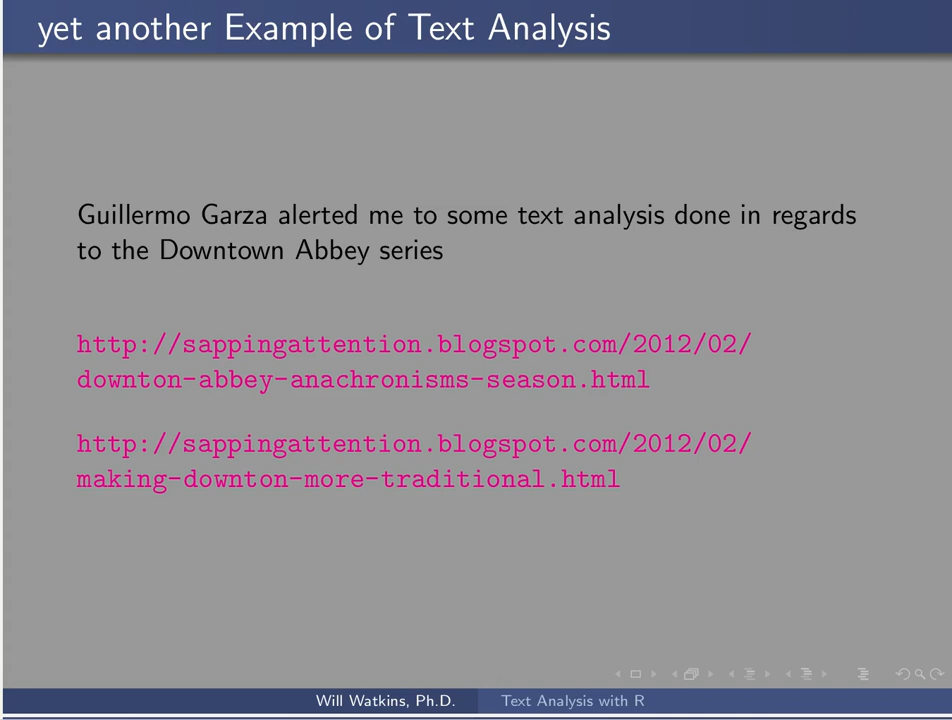 yet another Example of Text Analysis
Guillermo Garza alerted me to some text analysis done in regards
to the Downtown Abbey series
http://sappingattention.blogspot.com/2012/02/
downton-abbey-anachronisms-season.html
http://sappingattention.blogspot.com/2012/02/
making-downton-more-traditional.html
Will Watkins, Ph.D.
Text Analysis with R